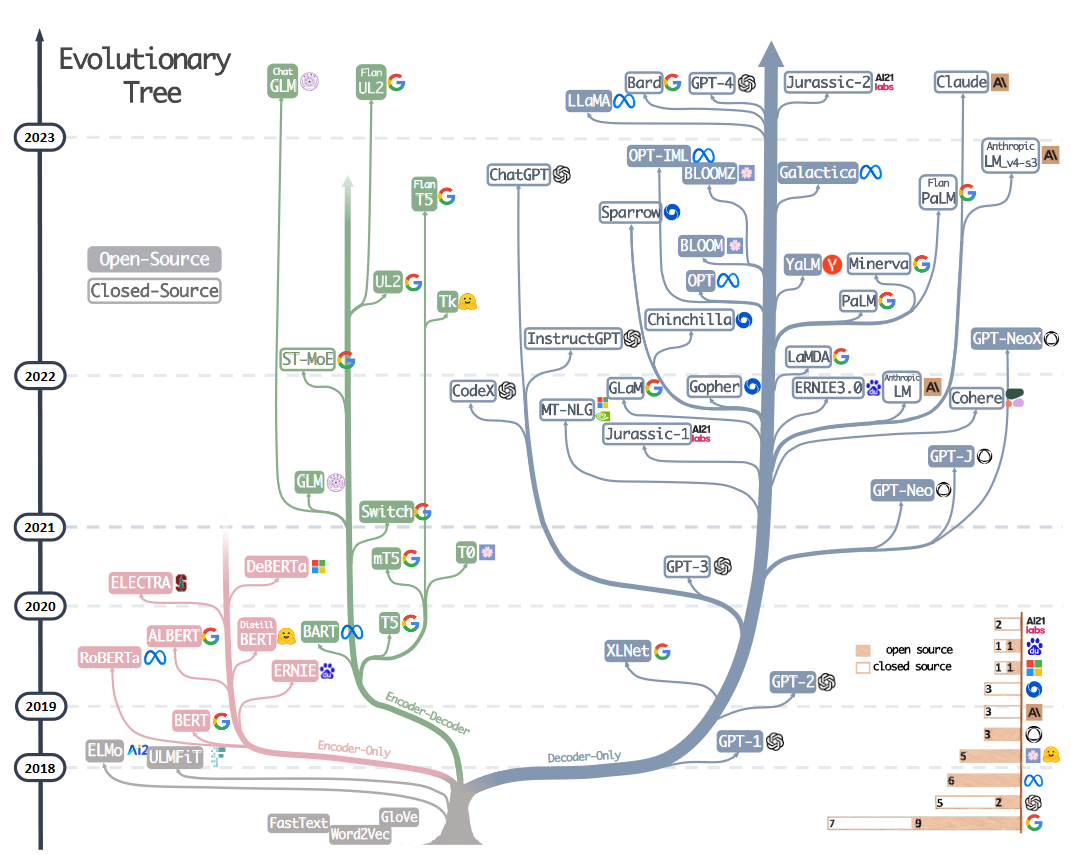 Evolutionary
Tree
2023
2022
2021
2020
2019
2018
Open-Source
Closed-Source
Chat
GLM
Flan
UL2
Flan
T5
UL2
Tk
ST-MoE
GLM
Switch
mT5
T0
T5
BART
Encoder-Decoder
DeBERTa
ELECTRA
ALBERT
Distill
BERT
RoBERTa
ERNIE
BERT
Encoder-Only
ELMo
Ai2
ULMFiT
FastText
Word2Vec
GloVe
Bard
GPT-4
Jurassic-2
AI21
labs
Claude
LLaMA
OPT-IML
BLOOMZ
Galactica
Anthropic
LM_v4-s3
ChatGPT
Flan
PaLM
Sparrow
BLOOM
YaLM
Y
Minerva
OPT
PaLM
Chinchilla
InstructGPT
GPT-NeoX
LaMDA
CodeX
GLaM
Gopher
ERNIE3.0
du
Anthropic
LM
Cohere
MT-NLG
Jurassic-1
AI21
labs
GPT-J
GPT-Neo
GPT-3
XLNet
GPT-2
GPT-1
Decoder-Only
open source
closed source
2
AI21
labs
1 1
du
1 1
3
3
3
5
6
5 2
7 9